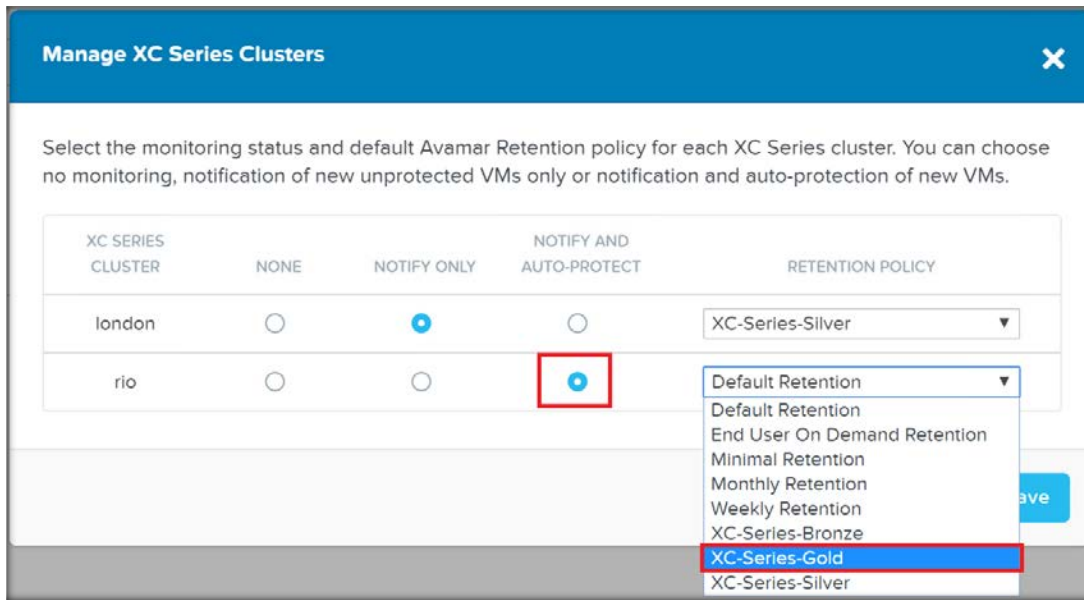 Manage XC Series Clusters
Select the monitoring status and default Avamar Retention policy for each XC Series cluster. You can choose
no monitoring, notification of new unprotected VMs only or notification and auto-protection of new VMs.
XC SERIES CLUSTER NONE NOTIFY ONLY NOTIFY AND AUTO-PROTECT RETENTION POLICY
london XC-Series-Silver
rio Default Retention
Default Retention
End User On Demand Retention
Minimal Retention
Monthly Retention
Weekly Retention
ave
XC-Series-Bronze
XC-Series-Gold
XC-Series-Silver